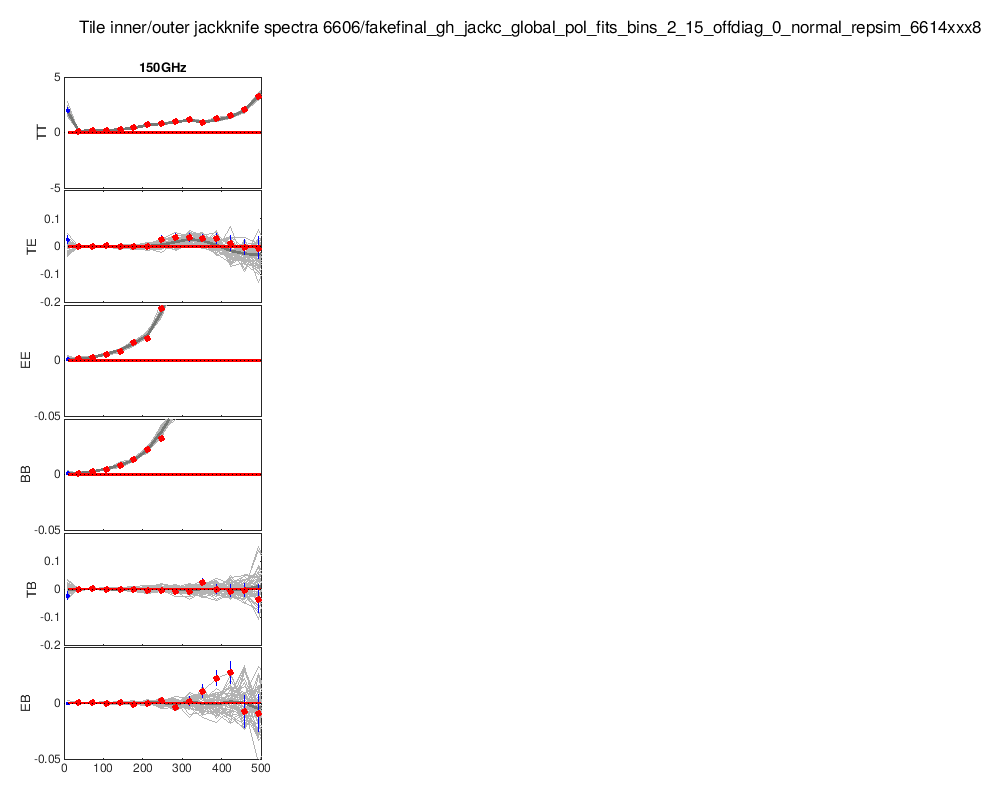 Tile inner/outer jackknife spectra 6606/fakefinal_gh_jackc_global_pol_fits_bins_2_15_offdiag_0_normal_repsim_6614xxx8
150GHz
5
TT
0
-5
0.1
TE
0
-0.1
-0.2
EE
0
-0.05
BB
0
-0.05
0.1
TB
0
-0.1
-0.2
EB
0
-0.05
0 100 200 300 400 500